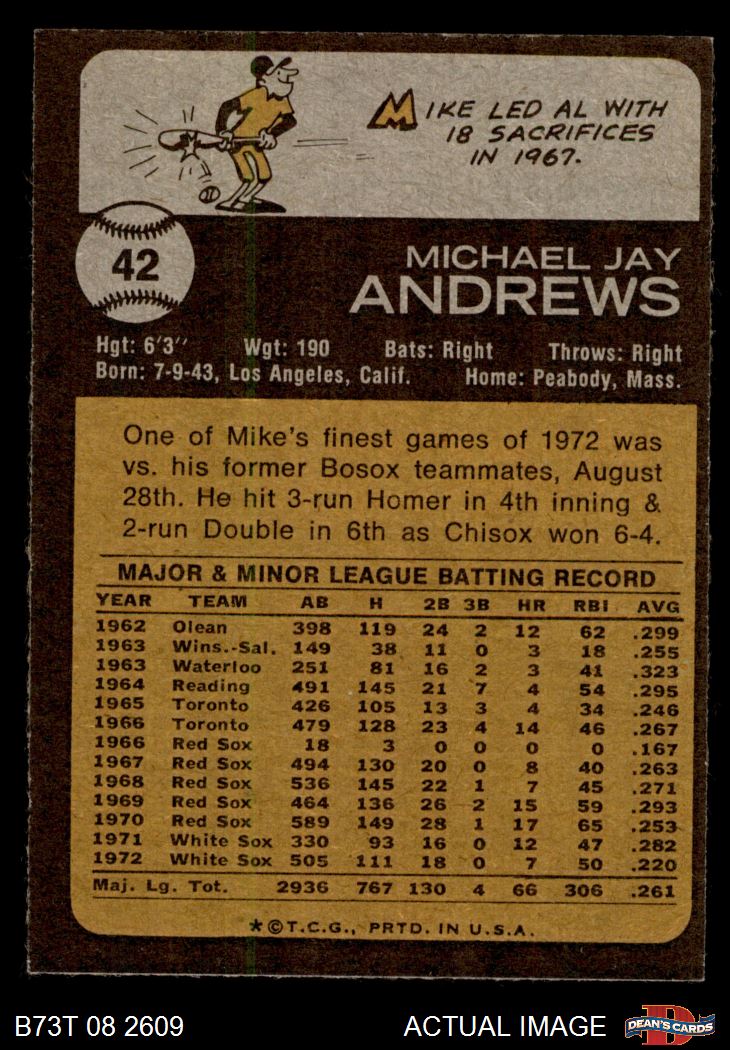 MIKE LED AL WITH
18 SACRIFICES
IN 1967.
42
MICHAEL JAY
ANDREWS
Hgt: 6'3" Wgt: 190 Bats: Right Throws: Right
Born: 7-9-43, Los Angeles, Calif. Home: Peabody, Mass.
One of Mike's finest games of 1972 was
vs. his former Bosox teammates, August
28th. He hit 3-run Homer in 4th inning &
2-run Double in 6th as Chisox won 6-4.
MAJOR & MINOR LEAGUE BATTING RECORD
YEAR TEAM AB H 2B 3B HR RBI AVG
1962 Olean 398 119 24 2 12 62 .299
1963 Wins.-Sal. 149 38 11 0 3 18 .255
1963 Waterloo 251 81 16 2 3 41 .323
1964 Reading 491 145 21 7 4 54 .295
1965 Toronto 426 105 13 3 4 34 .246
1966 Toronto 479 128 23 4 14 46 .267
1966 Red Sox 18 3 0 0 0 0 .167
1967 Red Sox 494 130 20 0 8 40 .263
1968 Red Sox 536 145 22 1 7 45 .271
1969 Red Sox 464 136 26 2 15 59 .293
1970 Red Sox 589 149 28 1 17 65 .253
1971 White Sox 330 93 16 0 12 47 .282
1972 White Sox 505 111 18 0 7 50 .220
Maj. Lg. Tot. 2936 767 130 4 66 306 .261
*©T.C.G., PRTD. IN U.S.A.
B73T 08 2609 ACTUAL IMAGE D DEAN'S CARDS